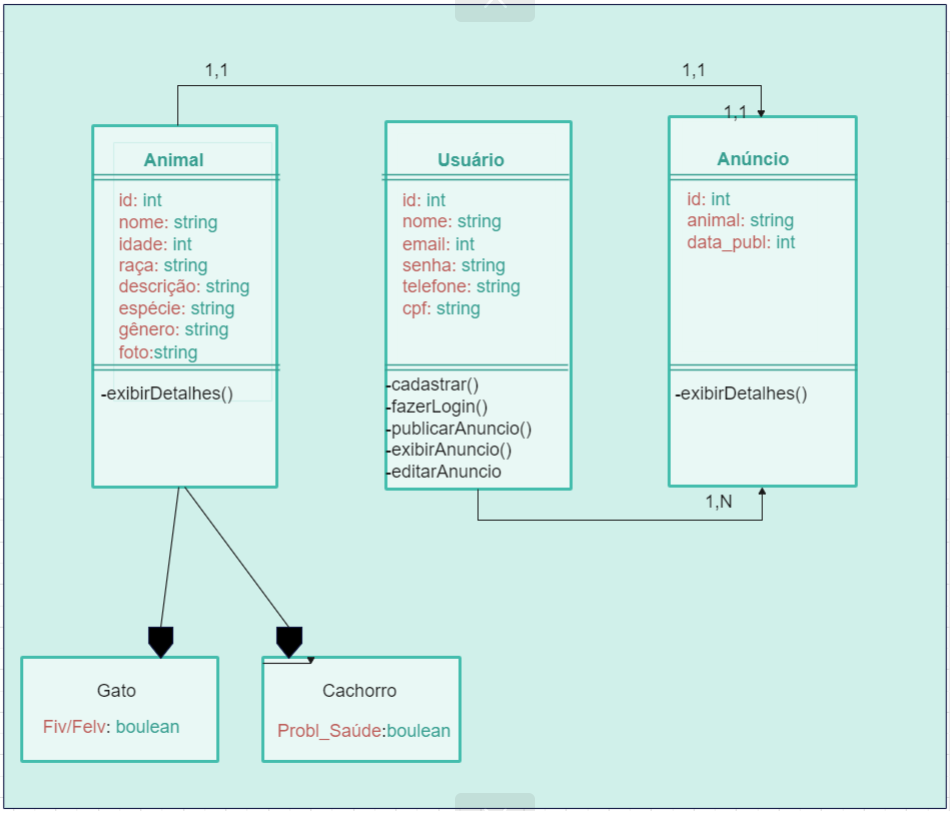 1,1
1,1
1,1
Animal
id: int
nome: string
idade: int
raça: string
descrição: string
espécie: string
gênero: string
foto:string
-exibirDetalhes()
Usuário
id: int
nome: string
email: int
senha: string
telefone: string
cpf: string
-cadastrar()
-fazerLogin()
-publicarAnuncio()
-exibirAnuncio()
-editarAnuncio
Anúncio
id: int
animal: string
data_publ: int
-exibirDetalhes()
1,N
Gato
Fiv/Felv: boulean
Cachorro
Probl_Saúde:boulean